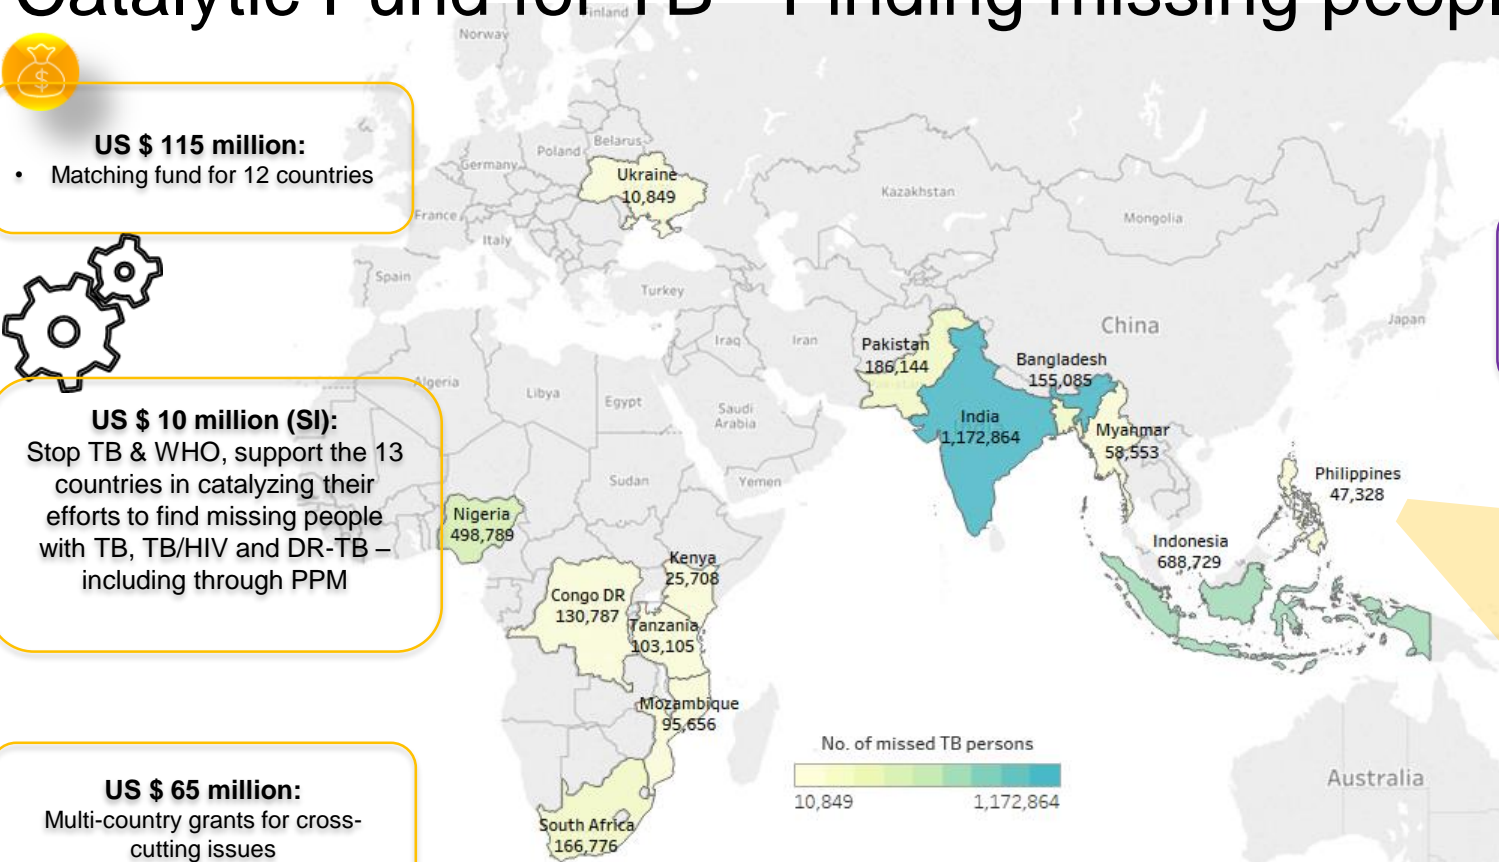 Catalytic Fund for TB - Finding missing
US $ 115 million:
• Matching fund for 12 countries
US $ 10 million (SI):
Stop TB & WHO, support the 13
countries in catalyzing their
efforts to find missing people
with TB, TB/HIV and DR-TB –
including through PPM
US $ 65 million:
Multi-country grants for cross-
cutting issues
Finland
Norway
Belarus
Poland
Germany
Ukraine
10,849
France
Italy
Spain
Turkey
Kazakhstan
Mongolia
China
Japan
Iraq
Iran
Pakistan
186,144
Bangladesh
155,085
India
1,172,864
Myanmar
58,553
Algeria
Libya
Egypt
Saudi
Arabia
Sudan
Yemen
Philippines
47,328
Nigeria
498,789
Indonesia
688,729
Kenya
25,708
Congo DR
130,787
Tanzania
103,105
Mozambique
95,656
South Africa
166,776
No. of missed TB persons
10,849 1,172,864
Australia